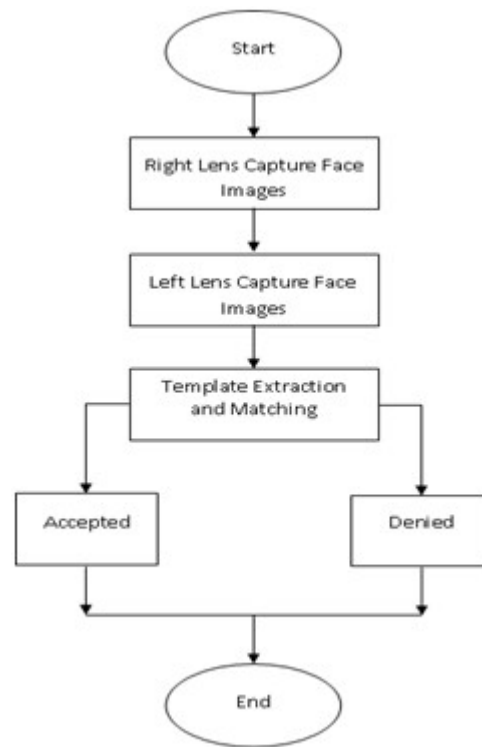 Start
Right Lens Capture Face
Images
Left Lens Capture Face
Images
Template Extraction
and Matching
Accepted
Denied
End